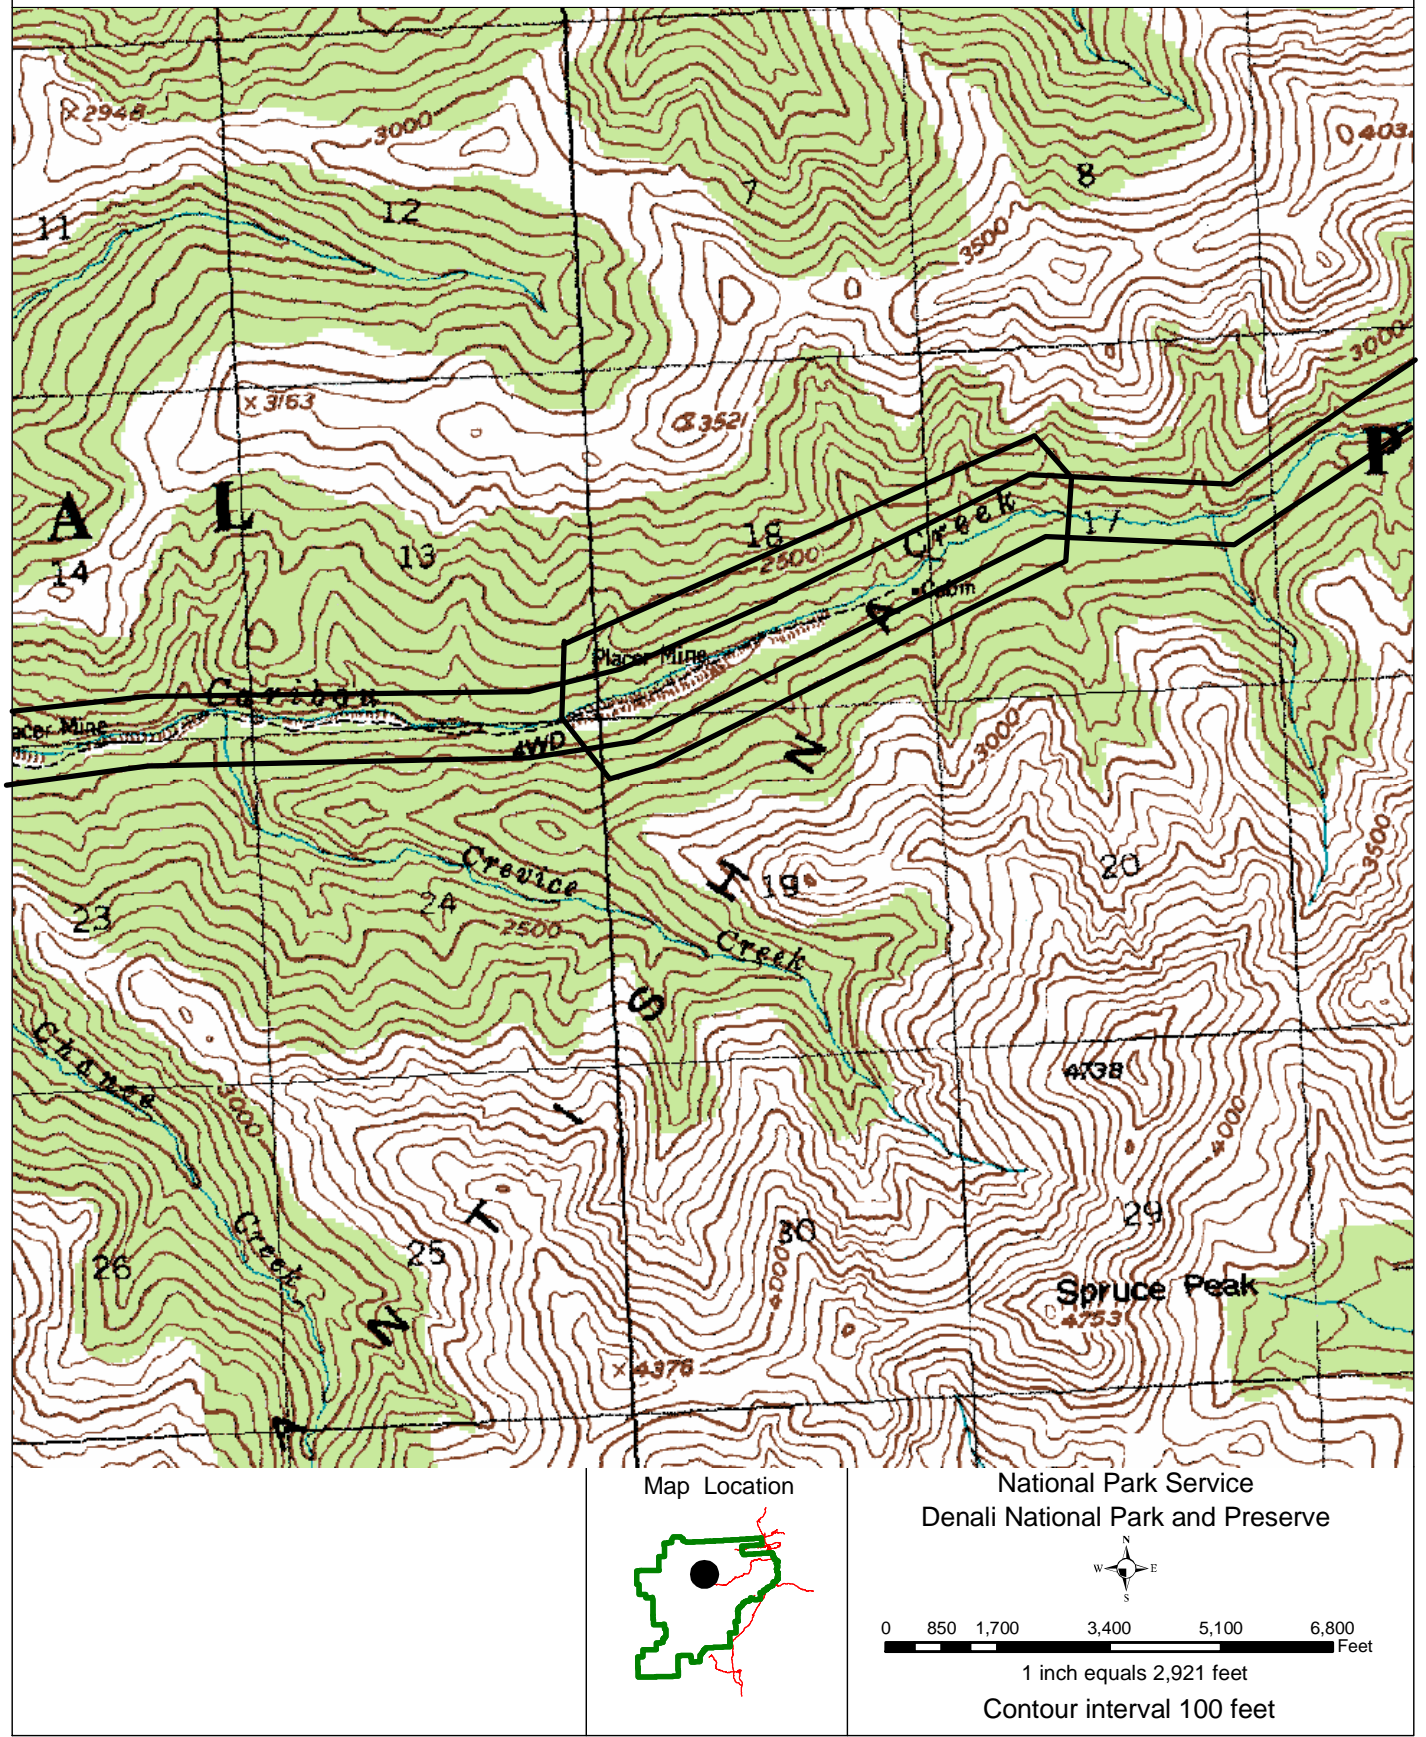 × 2948
3000
7
8
11
12
3500
3000
× 3163
3521
A L
P
14
13
18
2500
Creek
17
Cabin
A
Placer Mine
Caribou
acer Mine
4WD
N
3000
3500
Crevice
H
19
20
23
24
2500
Creek
S
Chance
3000
4738
I
4000
T
Creek
25
30
29
26
4000
Spruce Peak
4753
N
× 4376
A
Map Location
National Park Service
Denali National Park and Preserve
N
W E
S
0 850 1,700 3,400 5,100 6,800
Feet
1 inch equals 2,921 feet
Contour interval 100 feet